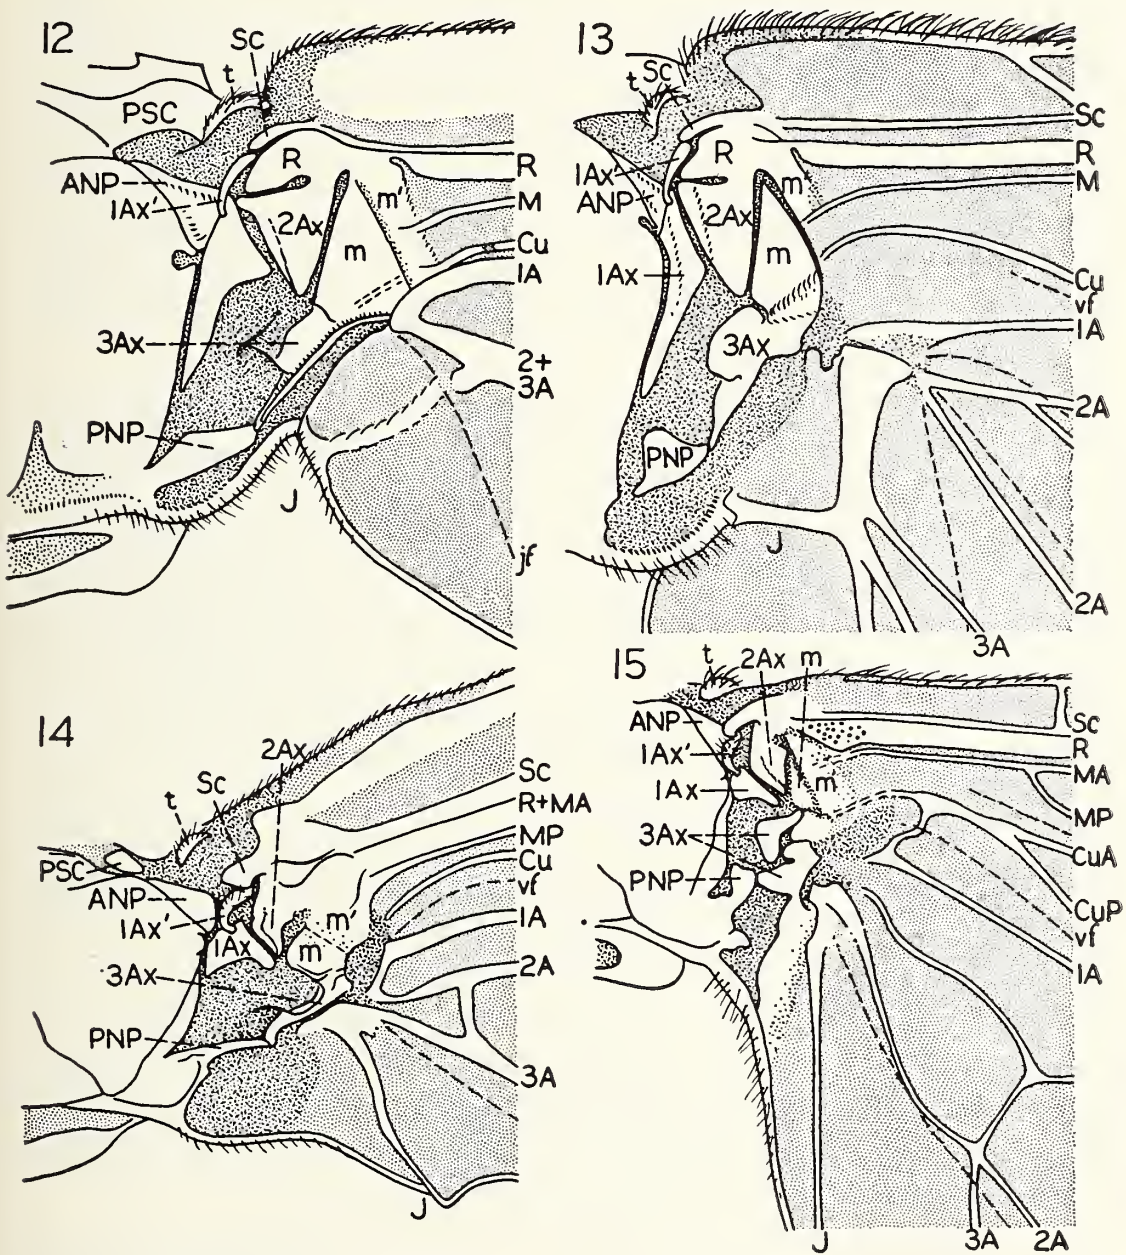 12
Sc
t
PSC
ANP
1Ax'
R
2Ax
m'
m
3Ax
PNP
J
R
M
Cu
1A
2+
3A
jf
13
t Sc
1Ax'
ANP
1Ax
R
2Ax
m'
m
3Ax
PNP
J
Sc
R
M
Cu
vf
1A
2A
2A
3A
14
2Ax
Sc
t
PSC
ANP
1Ax'
1Ax
m'
m
3Ax
PNP
J
Sc
R+MA
MP
Cu
vf
1A
2A
3A
15
t 2Ax m
ANP
1Ax'
1Ax
m
3Ax
PNP
Sc
R
MA
MP
CuA
CuP
vf
1A
J 3A 2A